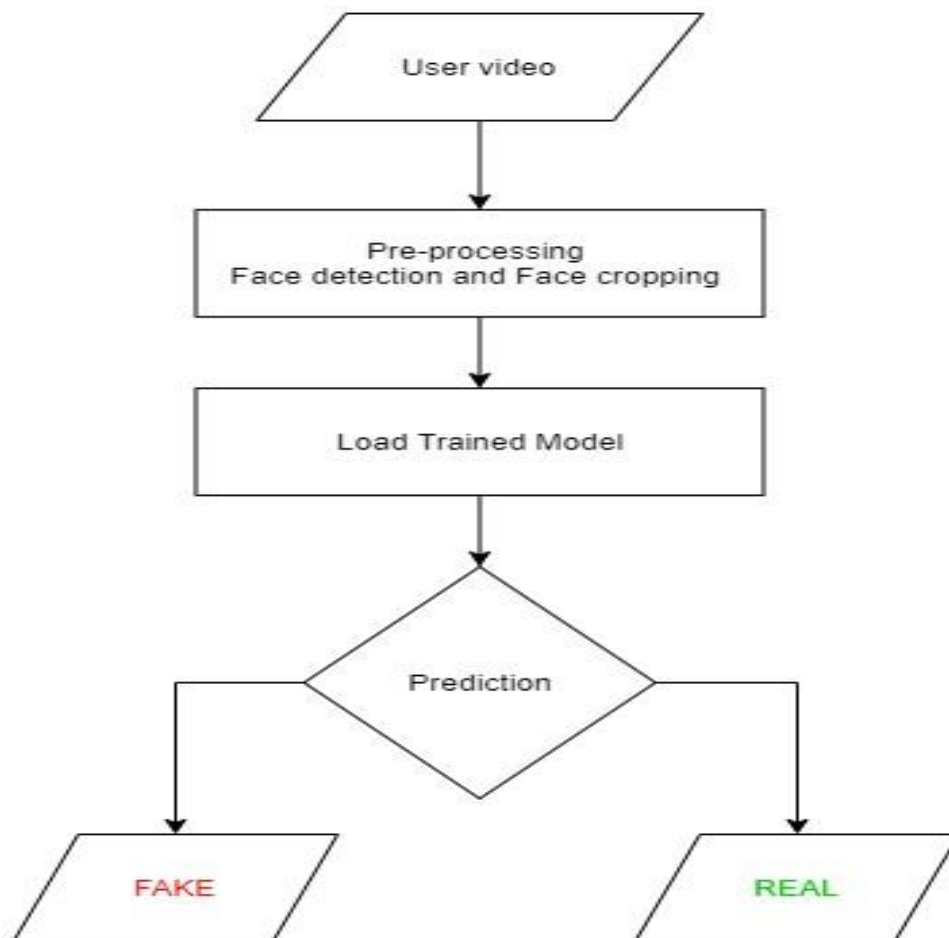 User video
Pre-processing
Face detection and Face cropping
Load Trained Model
Prediction
FAKE
REAL